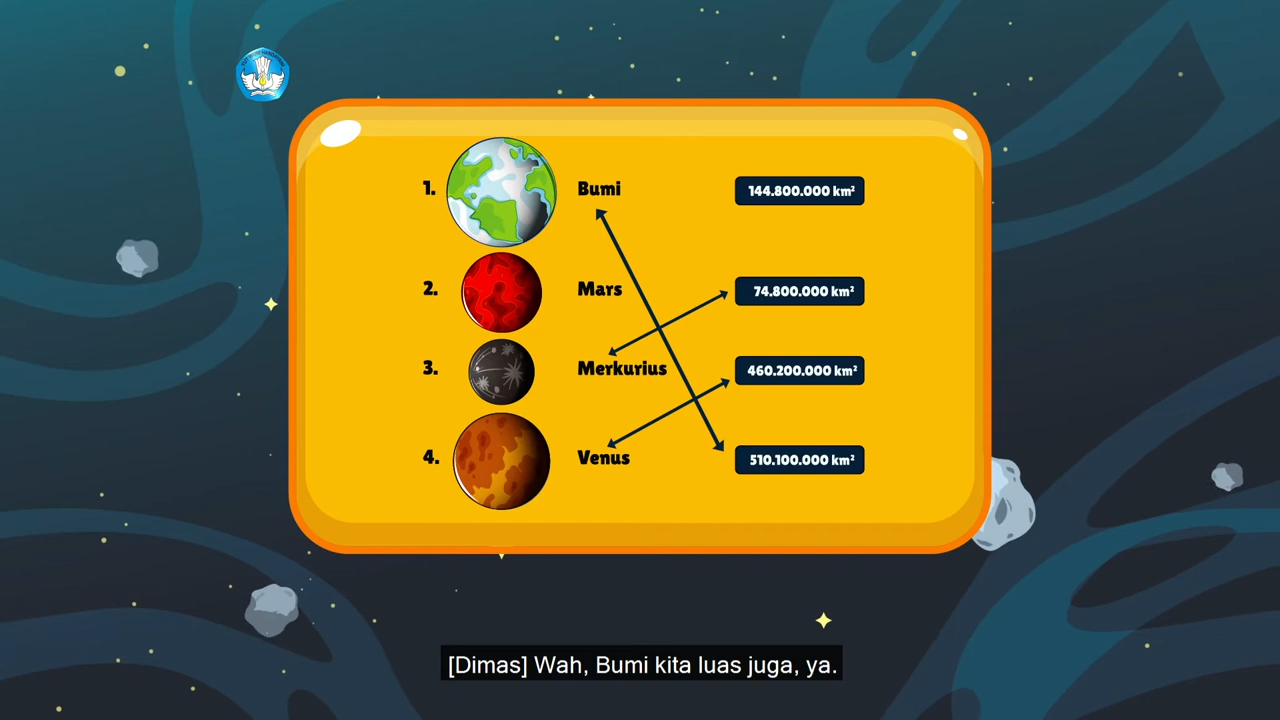 1. Bumi 144.800.000 km²
2. Mars 74.800.000 km²
3. Merkurius 460.200.000 km²
4. Venus 510.100.000 km²
[Dimas] Wah, Bumi kita luas juga, ya.